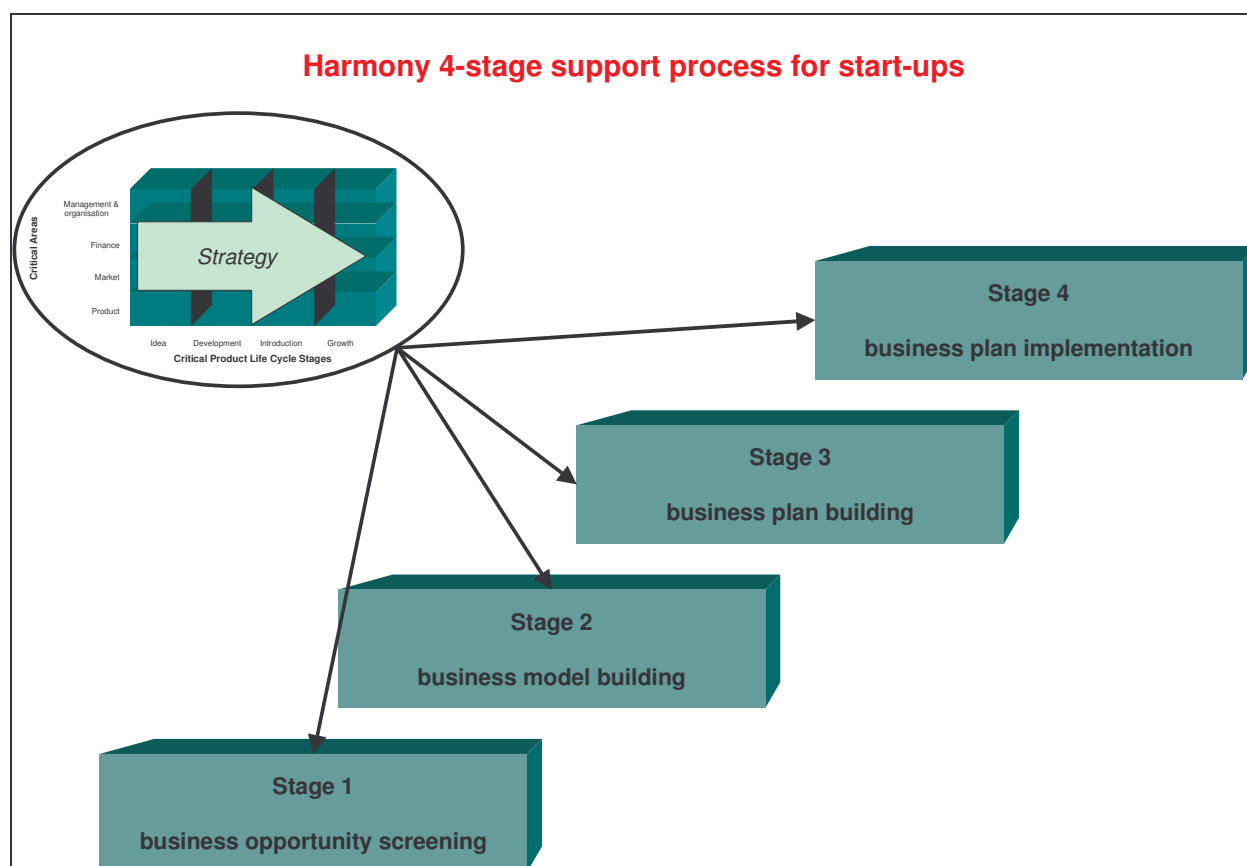 Harmony 4-stage support process for start-ups
Critical Areas
Management &
organisation
Finance
Market
Product
Strategy
Idea Development Introduction Growth
Critical Product Life Cycle Stages
Stage 4
business plan implementation
Stage 3
business plan building
Stage 2
business model building
Stage 1
business opportunity screening